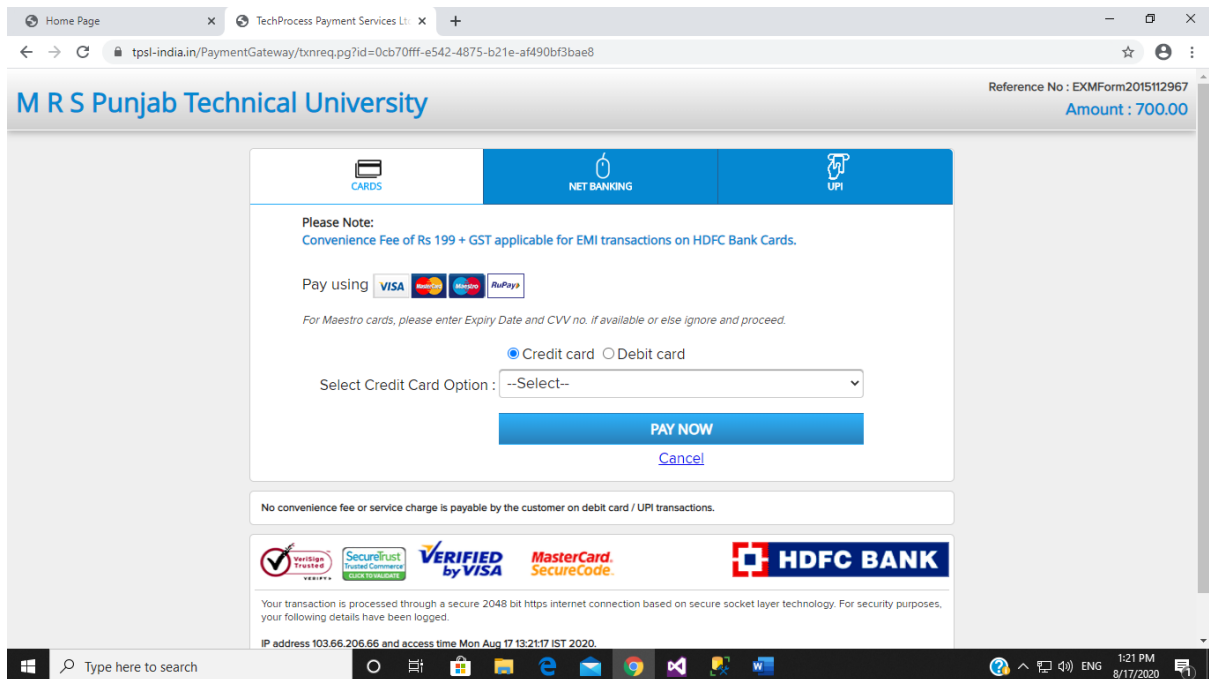 Home Page
TechProcess Payment Services Ltd
tpsl-india.in/PaymentGateway/txnreq.pg?id=0cb70fff-e542-4875-b21e-af490bf3bae8
M R S Punjab Technical University
Reference No : EXMForm2015112967
Amount : 700.00
CARDS
NET BANKING
UPI
Please Note:
Convenience Fee of Rs 199 + GST applicable for EMI transactions on HDFC Bank Cards.
Pay using VISA MasterCard Maestro RuPay
For Maestro cards, please enter Expiry Date and CVV no. if available or else ignore and proceed.
Credit card Debit card
Select Credit Card Option : --Select--
PAY NOW
Cancel
No convenience fee or service charge is payable by the customer on debit card / UPI transactions.
VeriSign
Trusted
VERIFY
SecureTrust
Trusted Commerce
CLICK TO VALIDATE
VERIFIED
by VISA
MasterCard.
SecureCode.
HDFC BANK
Your transaction is processed through a secure 2048 bit https internet connection based on secure socket layer technology. For security purposes,
your following details have been logged.
IP address 103.66.206.66 and access time Mon Aug 17 13:21:17 IST 2020.
Type here to search
ENG
1:21 PM
8/17/2020